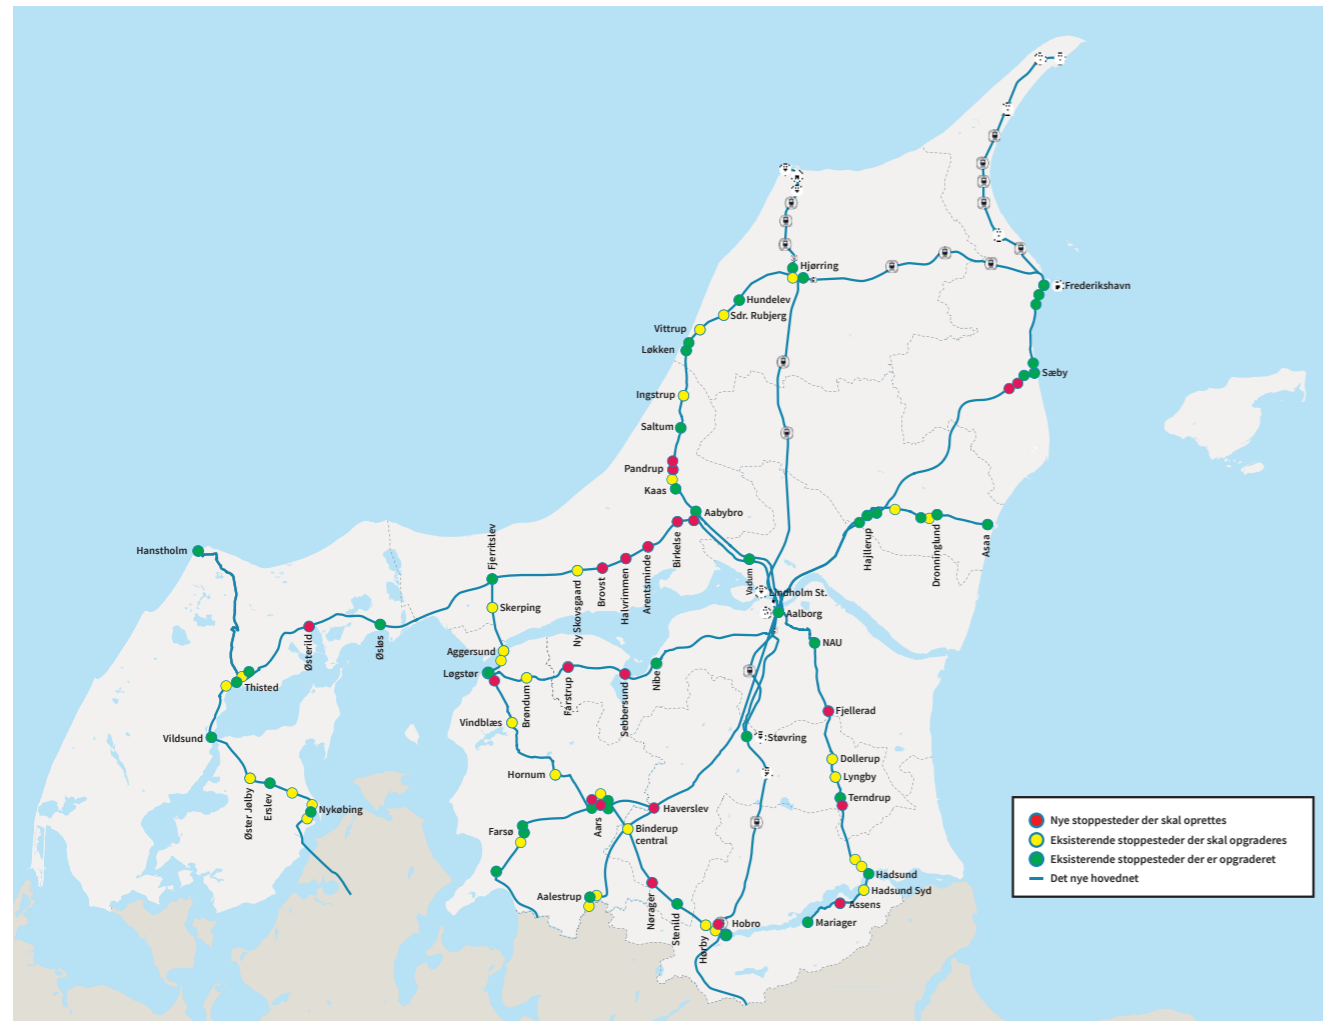 Hjørring
Frederikshavn
Hundelev
Sdr. Rubjerg
Vittrup
Løkken
Sæby
Ingstrup
Saltum
Pandrup
Kaas
Aabybro
Birkelse
Arentsminde
Halvrimmen
Brovst
Ny Skovsgaard
Fjerritslev
Hanstholm
Hajllerup
Dronninglund
Asaa
Vadum
Lindholm St.
Aalborg
Skerping
Østerild
Øsløs
NAU
Aggersund
Løgstør
Thisted
Brøndum
Farstrup
Sebbersund
Nibe
Fjellerad
Vindblæs
Vildsund
Støvring
Dollerup
Lyngby
Hornum
Terndrup
Øster Jølby
Erslev
Nykøbing
Haverslev
Aars
Farsø
Binderup
central
Hadsund
Hadsund Syd
Aalestrup
Nørager
Stenild
Hørby
Hobro
Assens
Mariager
Nye stoppesteder der skal oprettes
Eksisterende stoppesteder der skal opgraderes
Eksisterende stoppesteder der er opgraderet
Det nye hovednet